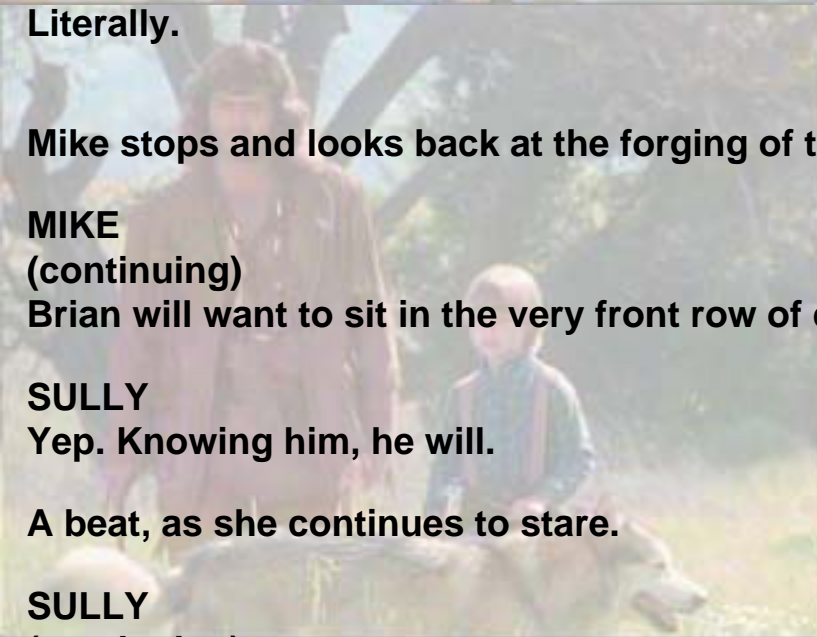 Literally.
Mike stops and looks back at the forging of t
MIKE
(continuing)
Brian will want to sit in the very front row of
SULLY
Yep. Knowing him, he will.
A beat, as she continues to stare.
SULLY